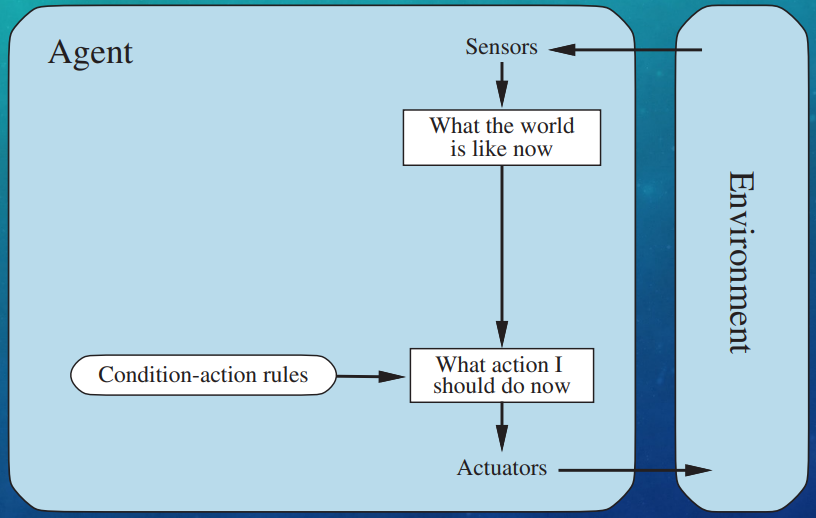 Agent
Sensors
What the world
is like now
Condition-action rules
What action I
should do now
Actuators
Environment